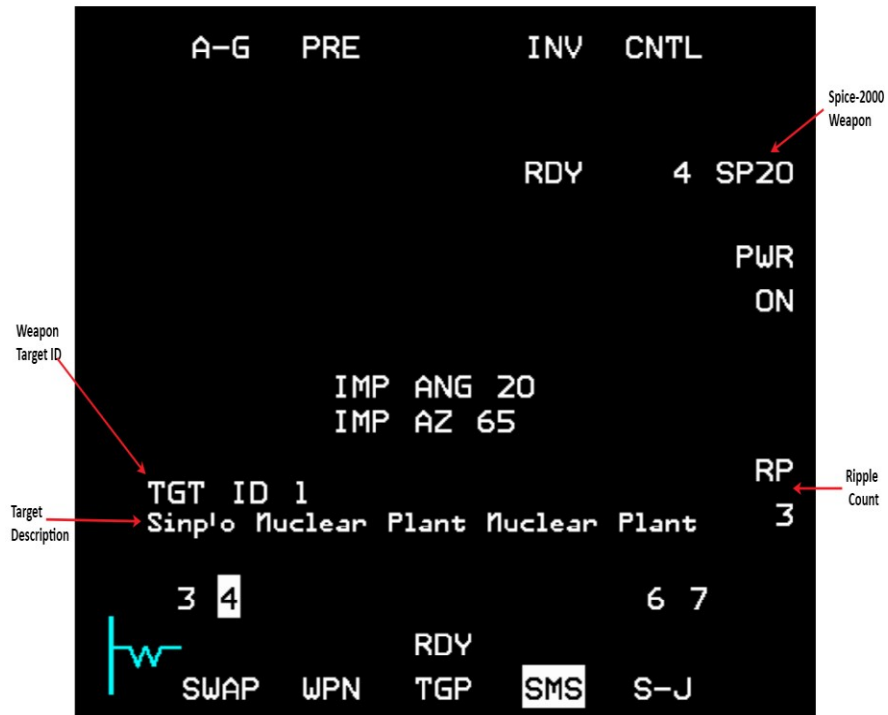 A-G PRE INV CNTL
Spice-2000
Weapon
RDY 4 SP20
PWR
ON
Weapon
Target ID
IMP ANG 20
IMP AZ 65
RP
Ripple
Count
TGT ID 1
3
Target
Description
Sinp'o Nuclear Plant Nuclear Plant
3 4 6 7
RDY
SWAP WPN TGP SMS S-J